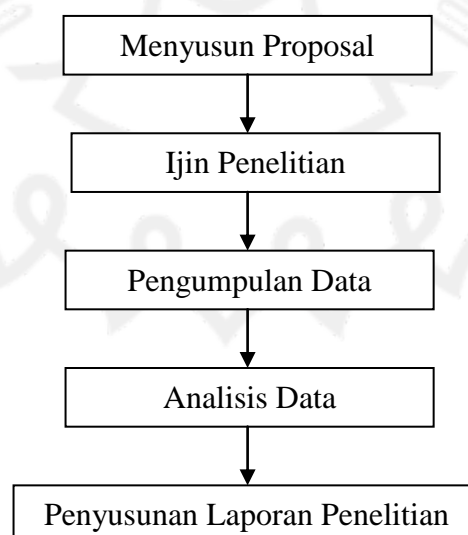 Menyusun Proposal
Ijin Penelitian
Pengumpulan Data
Analisis Data
Penyusunan Laporan Penelitian